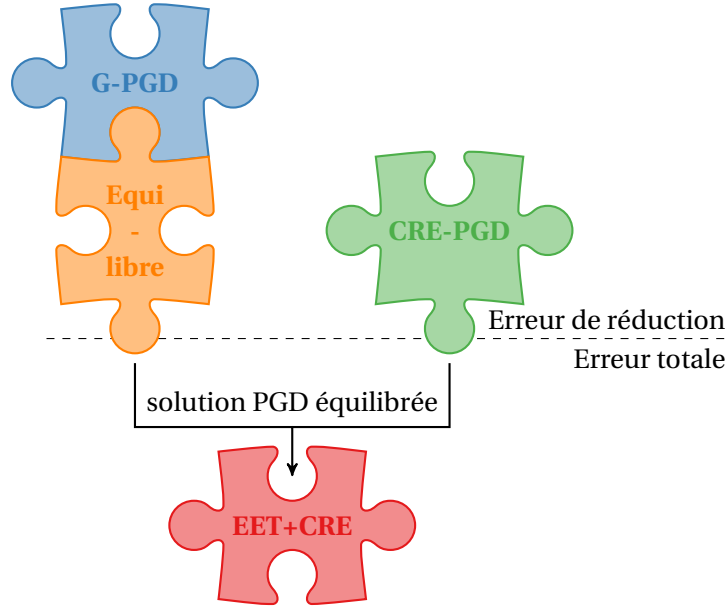 G-PGD
Equi
-
libre
CRE-PGD
Erreur de réduction
Erreur totale
solution PGD équilibrée
EET+CRE